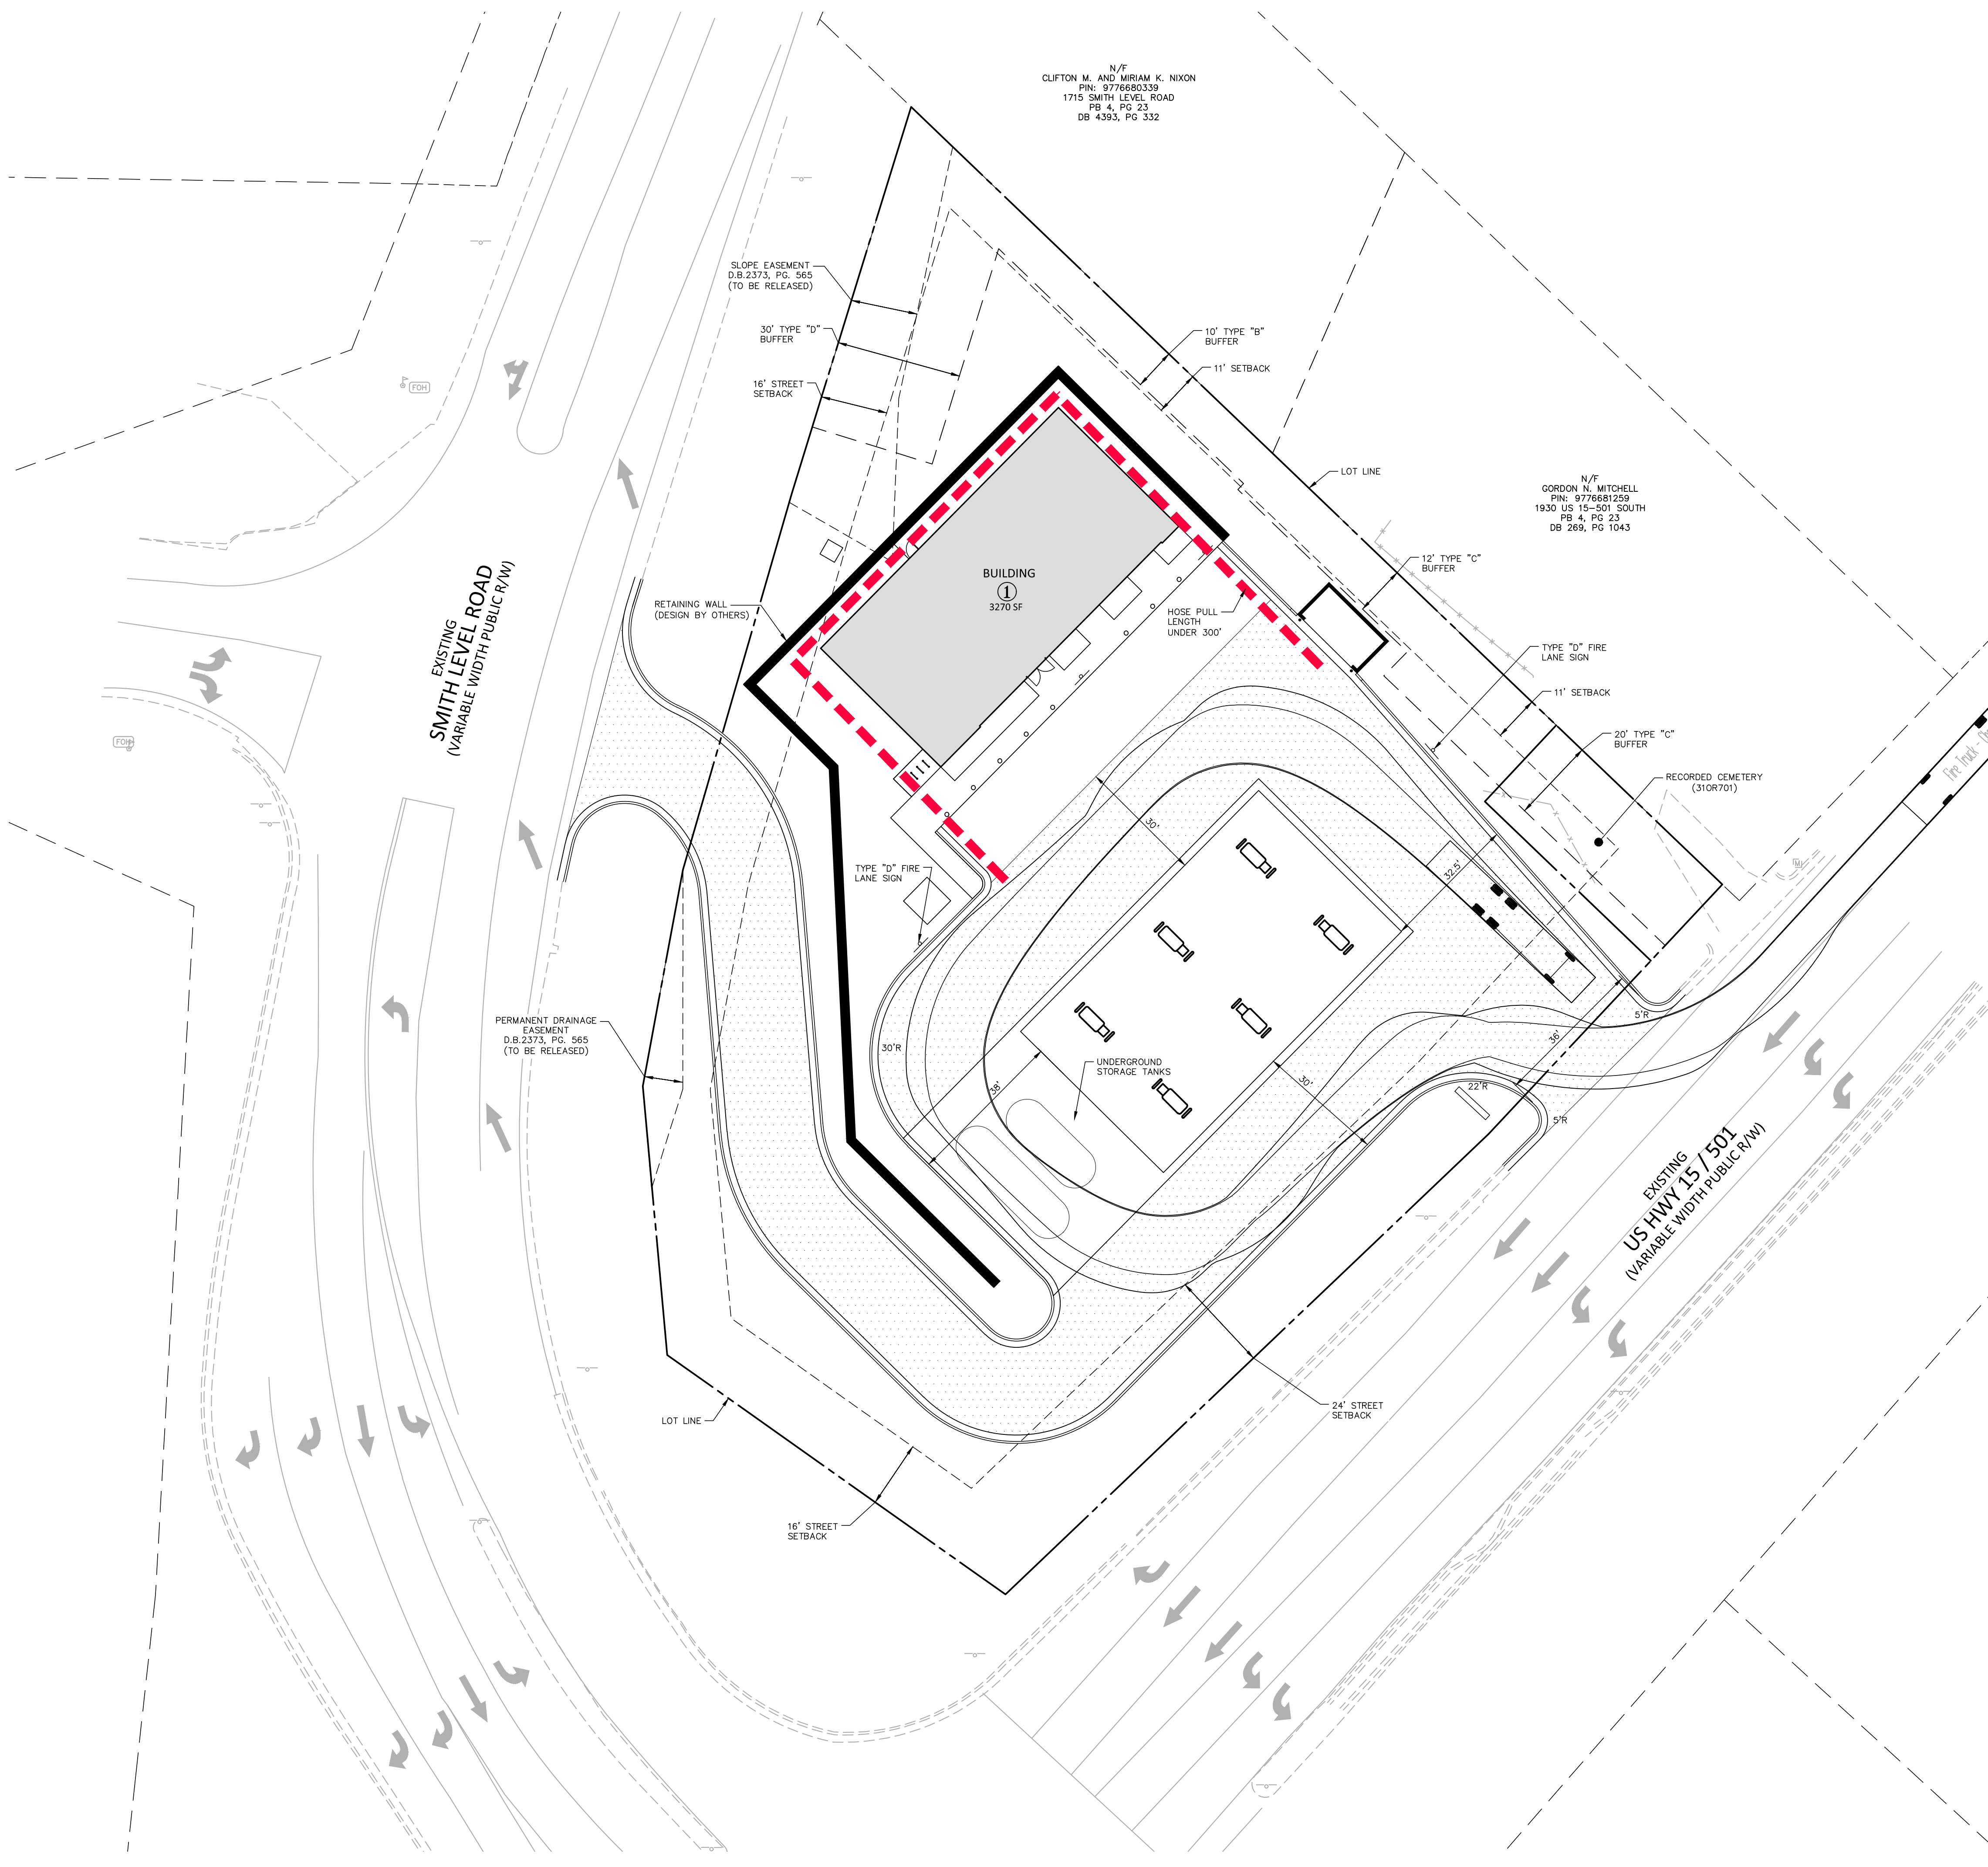 N/F
CLIFTON M. AND MIRIAM K. NIXON
PIN: 9776680339
1715 SMITH LEVEL ROAD
PB 4, PG 23
DB 4393, PG 332
SLOPE EASEMENT
D.B.2373, PG. 565
(TO BE RELEASED)
30' TYPE "D"
BUFFER
16' STREET
SETBACK
10' TYPE "B"
BUFFER
11' SETBACK
LOT LINE
N/F
GORDON N. MITCHELL
PIN: 9776681259
1930 US 15-501 SOUTH
PB 4, PG 23
DB 269, PG 1043
FOH
12' TYPE "C"
BUFFER
BUILDING
1
3270 SF
RETAINING WALL
(DESIGN BY OTHERS)
HOSE PULL
LENGTH
UNDER 300'
EXISTING
SMITH LEVEL ROAD
(VARIABLE WIDTH PUBLIC R/W)
TYPE "D" FIRE
LANE SIGN
11' SETBACK
20' TYPE "C"
BUFFER
RECORDED CEMETERY
(31OR701)
FOH
Fire Truck -
30'
32.5'
TYPE "D" FIRE
LANE SIGN
PERMANENT DRAINAGE
EASEMENT
D.B.2373, PG. 565
(TO BE RELEASED)
30'R
38'
UNDERGROUND
STORAGE TANKS
30'
5'R
36'
22'R
5'R
EXISTING
US HWY 15 / 501
(VARIABLE WIDTH PUBLIC R/W)
LOT LINE
24' STREET
SETBACK
16' STREET
SETBACK